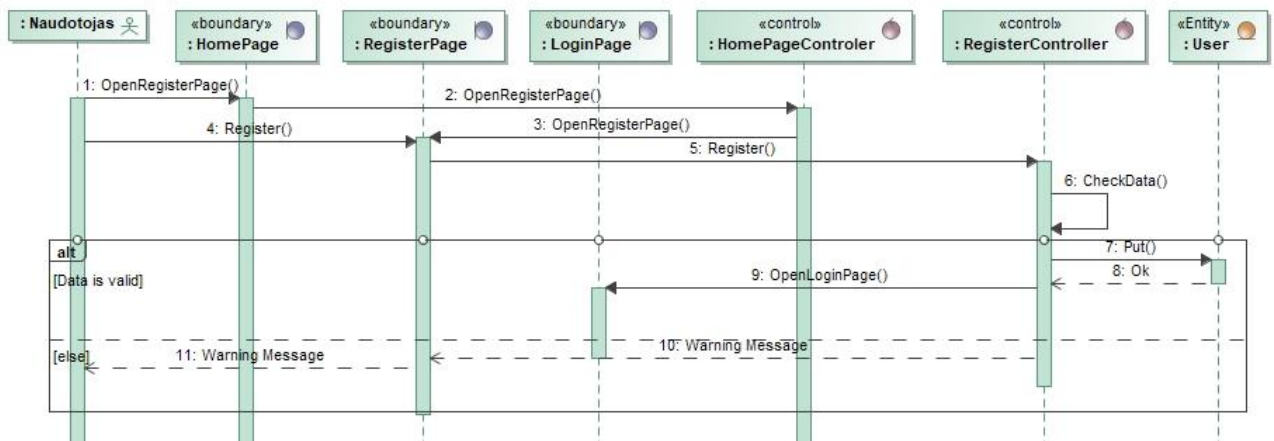 : Naudotojas
«boundary»
: HomePage
«boundary»
: RegisterPage
«boundary»
: LoginPage
«control»
: HomePageControler
«control»
: RegisterController
«Entity»
: User
1: OpenRegisterPage()
2: OpenRegisterPage()
3: OpenRegisterPage()
4: Register()
5: Register()
6: CheckData()
alt
[Data is valid]
7: Put()
8: Ok
9: OpenLoginPage()
[else]
10: Warning Message
11: Warning Message